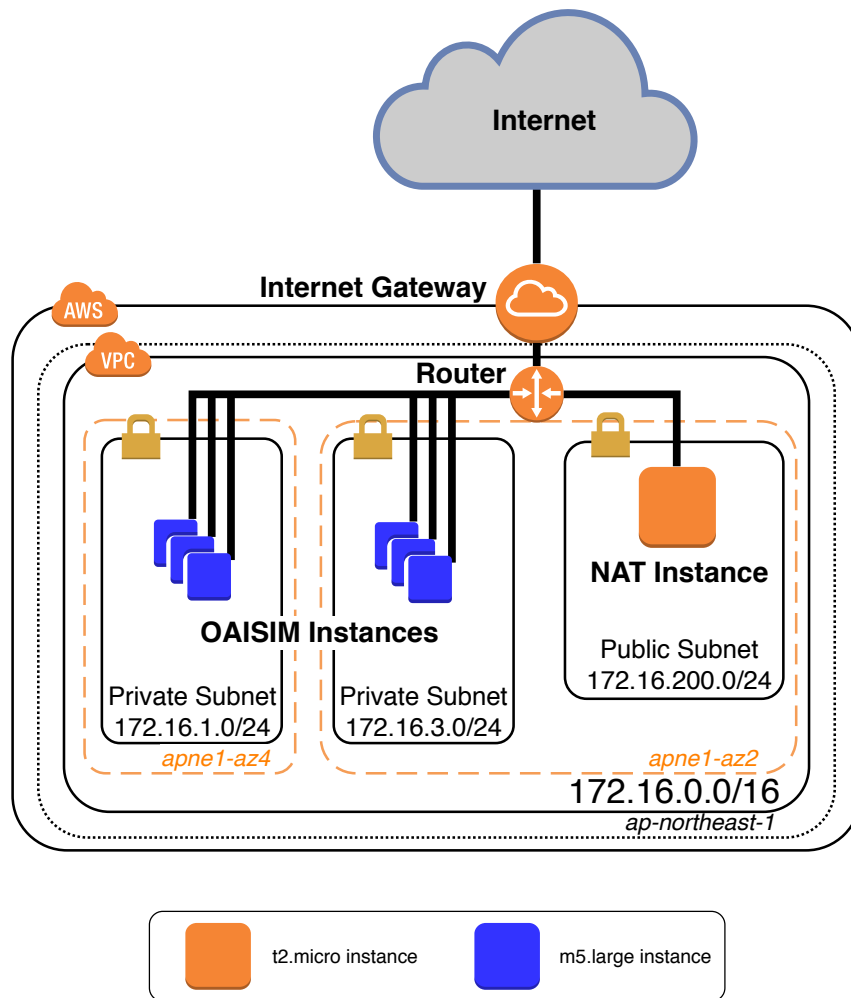 Internet
Internet Gateway
AWS
VPC
Router
NAT Instance
OAISIM Instances
Public Subnet
172.16.200.0/24
Private Subnet
172.16.1.0/24
Private Subnet
172.16.3.0/24
apne1-az4
apne1-az2
172.16.0.0/16
ap-northeast-1
t2.micro instance
m5.large instance